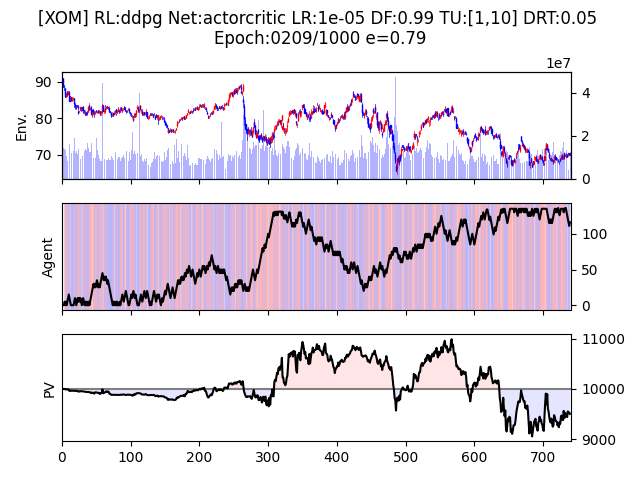 [XOM] RL:ddpg Net:actorcritic LR:1e-05 DF:0.99 TU:[1,10] DRT:0.05
Epoch:0209/1000 e=0.79
1e7
Env.
90
80
70
4
2
0
Agent
100
50
0
PV
11000
10000
9000
0 100 200 300 400 500 600 700